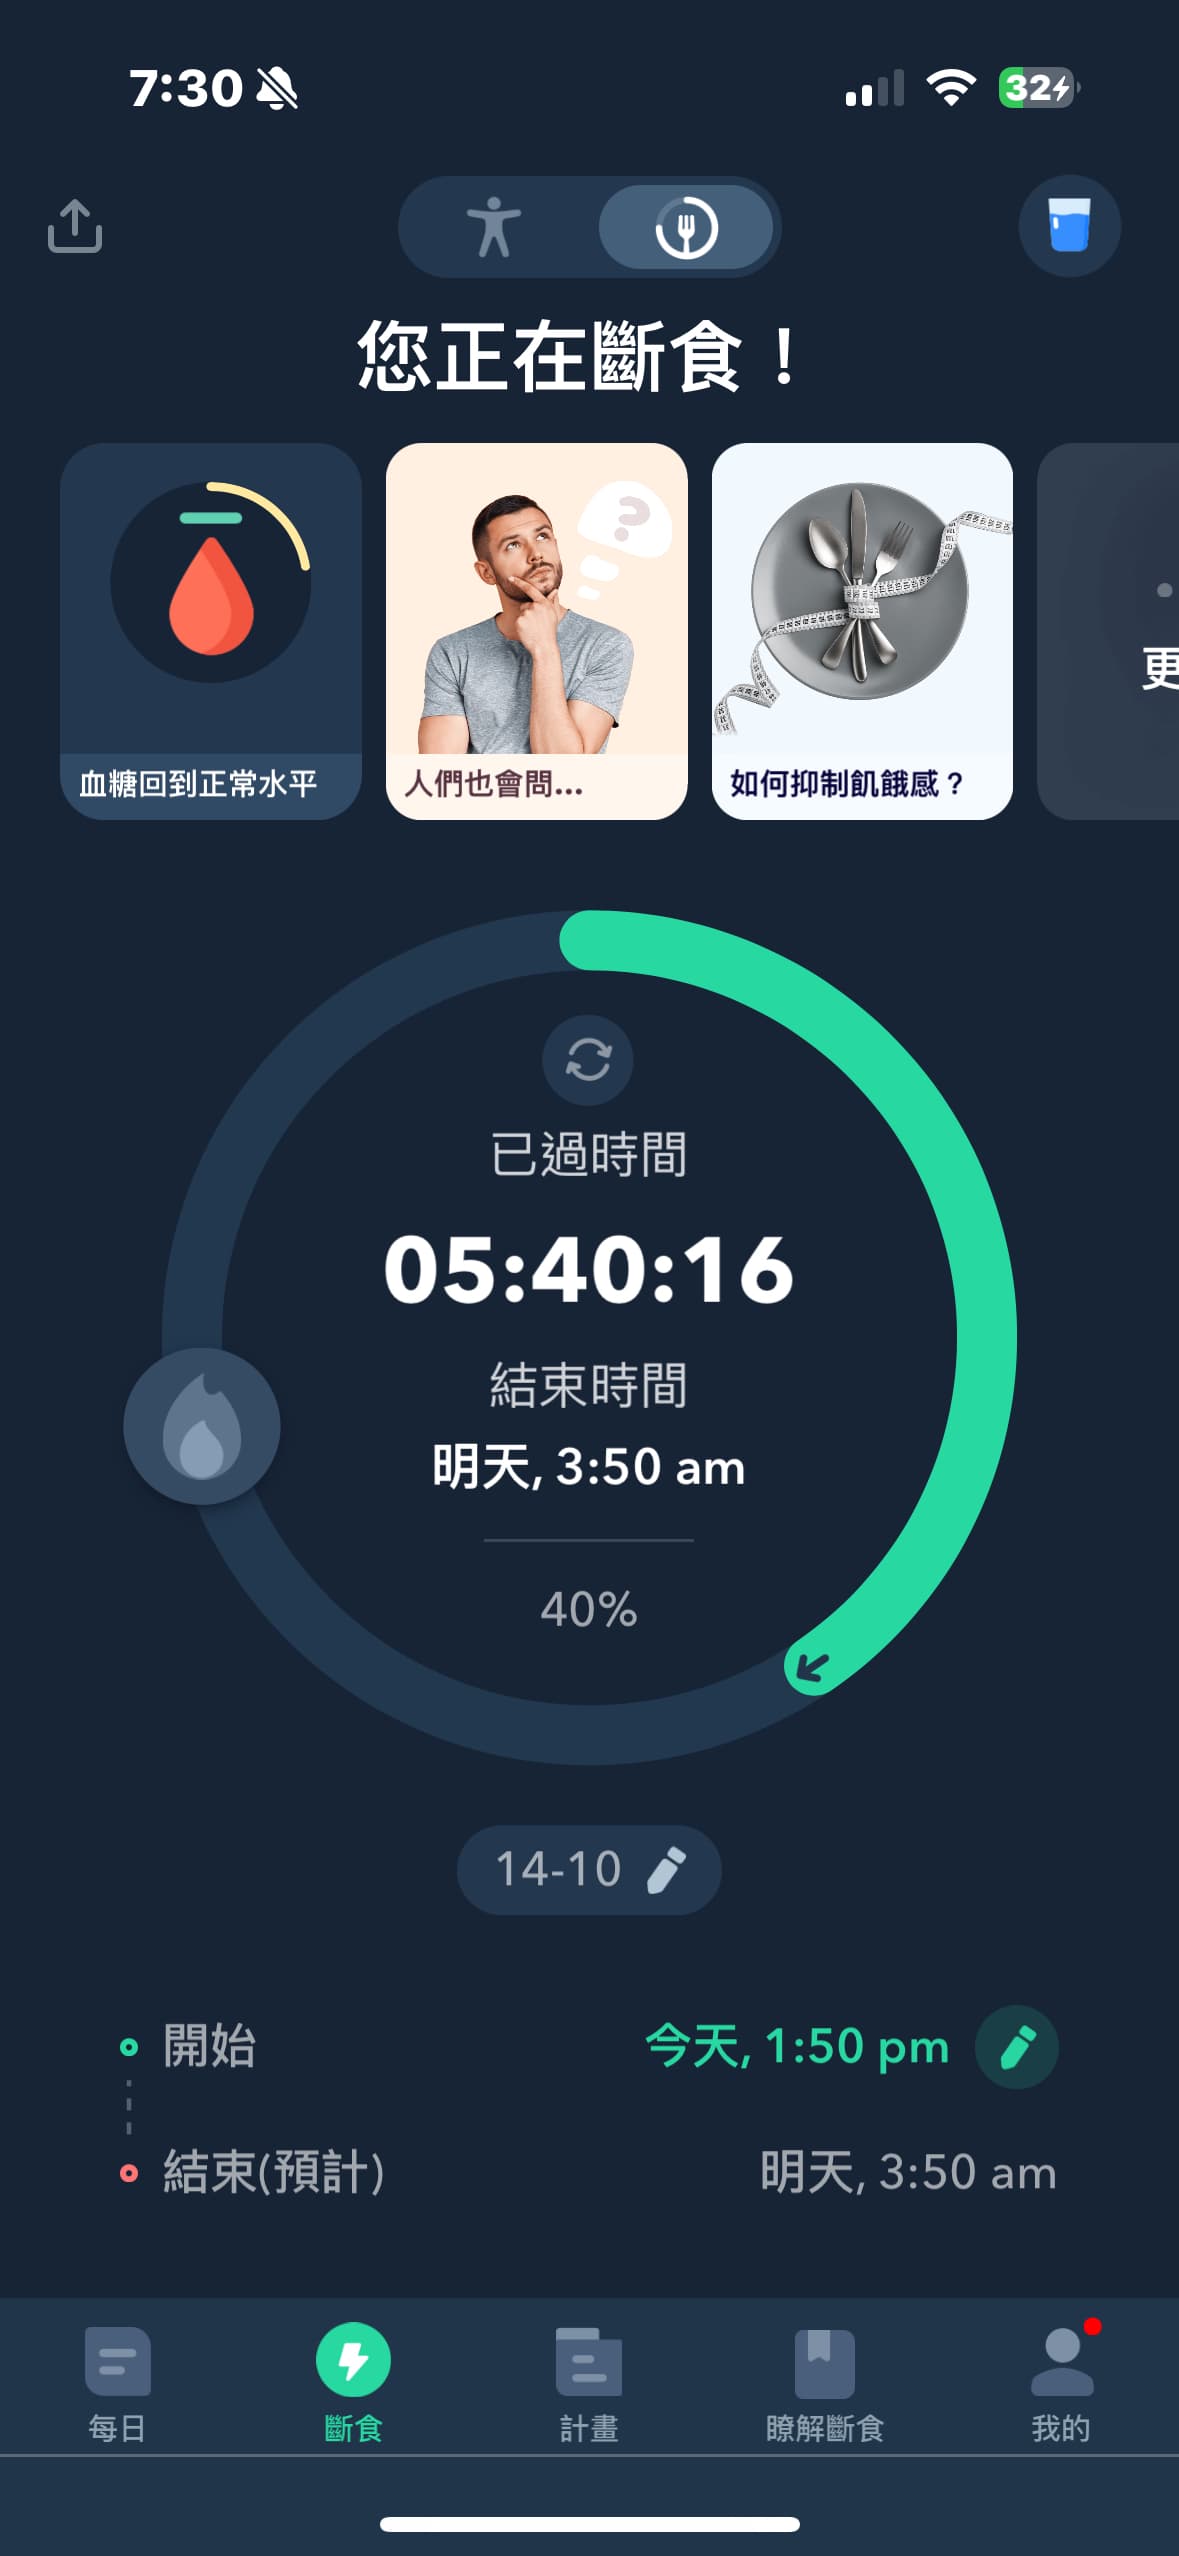 7:30
32
您正在斷食！
血糖回到正常水平
人們也會問...
如何抑制飢餓感？
更
已過時間
05:40:16
結束時間
明天, 3:50 am
40%
14-10
開始
今天, 1:50 pm
結束(預計)
明天, 3:50 am
每日
斷食
計畫
瞭解斷食
我的